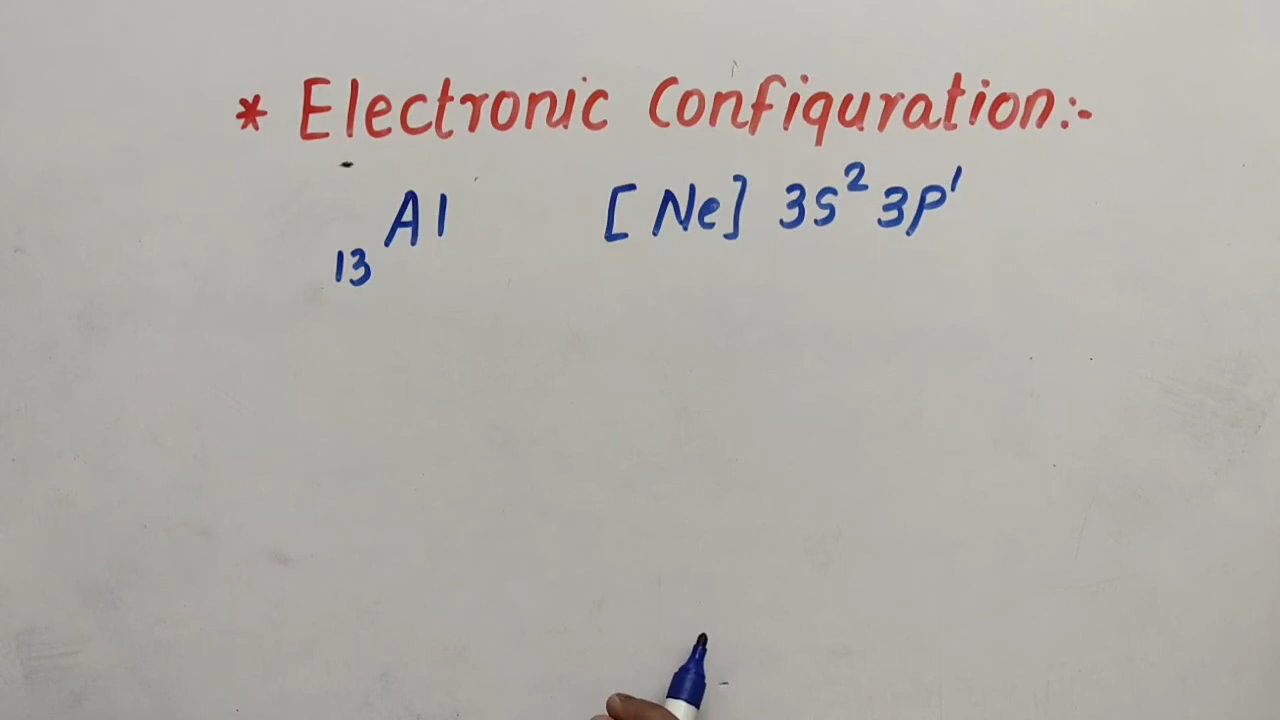 * Electronic Configuration:-
₁₃Al [Ne] 3s² 3p¹